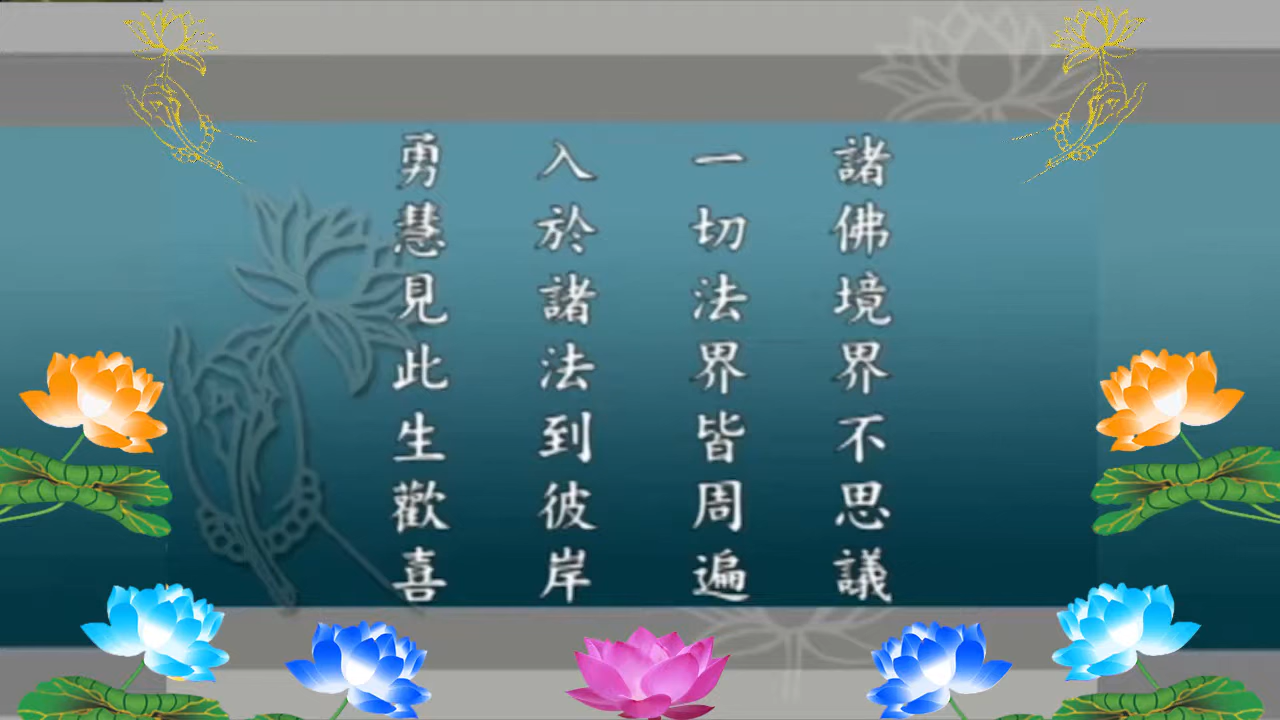 諸佛境界不思議
一切法界皆周遍
入於諸法到彼岸
勇慧見此生歡喜